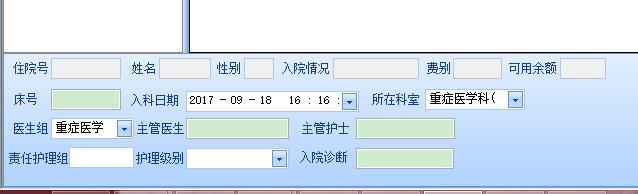 住院号 姓名 性别 入院情况 费别 可用余额
床号 入科日期 2017-09-18 16:16: 所在科室 重症医学科(
医生组 重症医学 主管医生 主管护士
责任护理组 护理级别 入院诊断